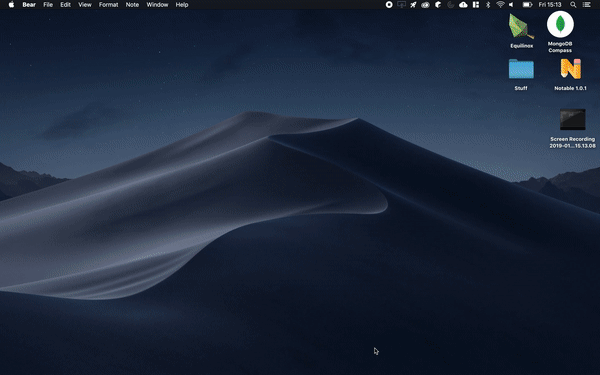 Bear File Edit View Format Note Window Help Fri 15:13
Equilinox
MongoDB
Compass
Stuff
Notable 1.0.1
Screen Recording
2019-01...15.13.08